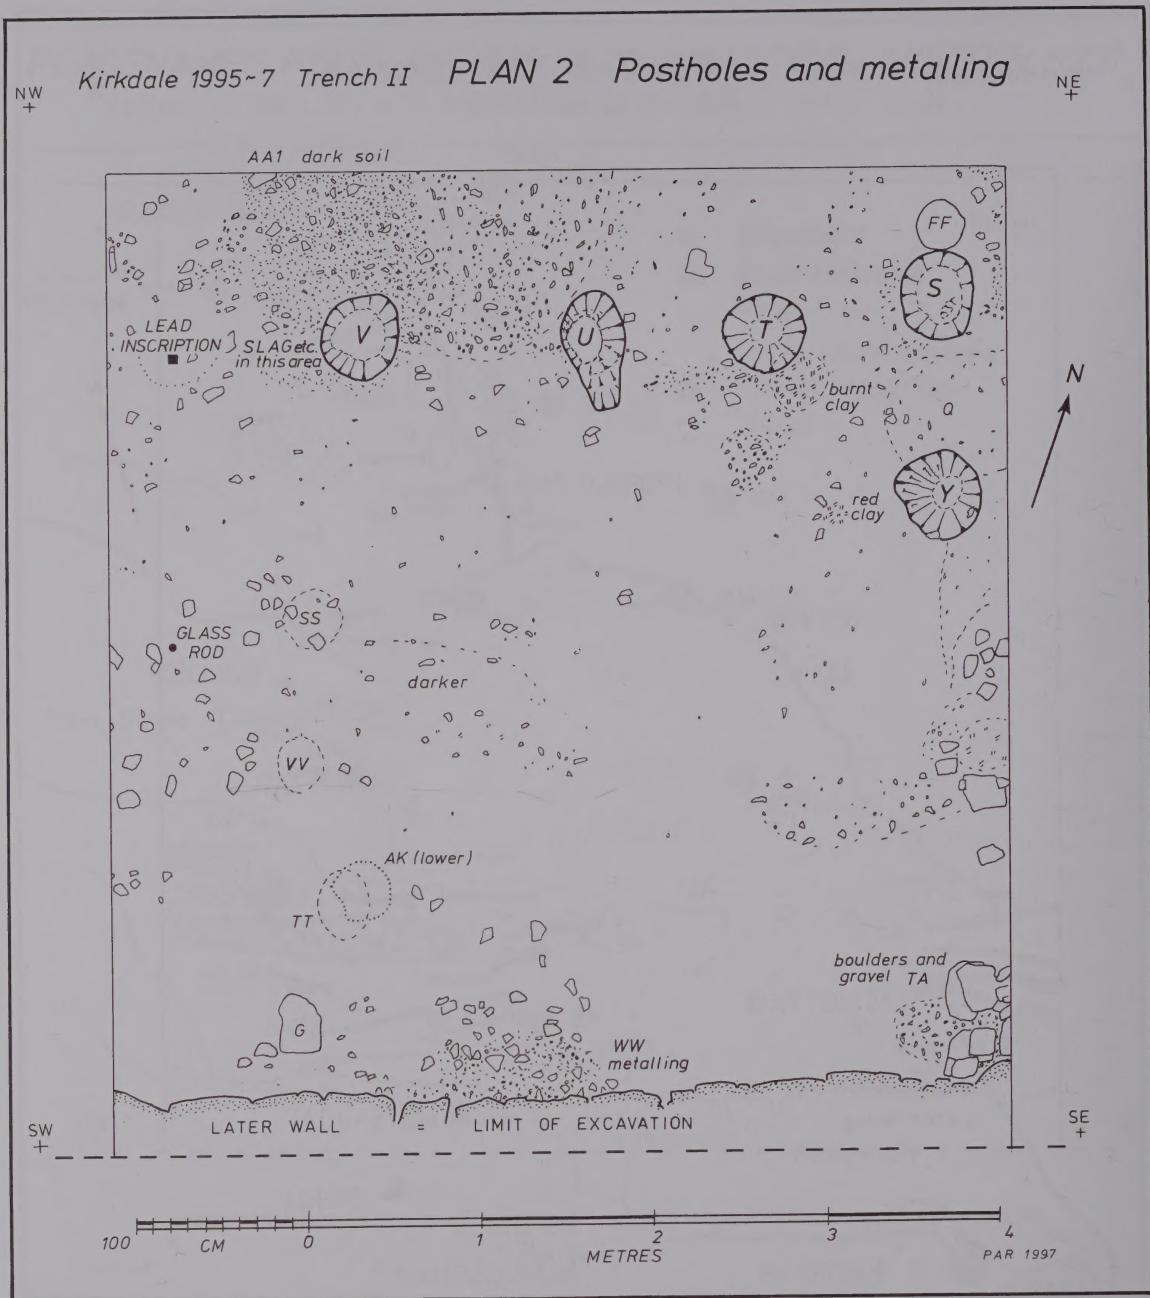 Kirkdale 1995-7 Trench II PLAN 2 Postholes and metalling
NW
NE
AA1 dark soil
FF
S
LEAD
INSCRIPTION
SLAG etc.
in this area
V
U
T
N
burnt
clay
Q
Y
red
clay
SS
GLASS
ROD
darker
VV
AK (lower)
TT
boulders and
gravel TA
G
WW
metalling
SW
SE
LATER WALL = LIMIT OF EXCAVATION
100 CM 0 1 2 3 4
METRES
PAR 1997